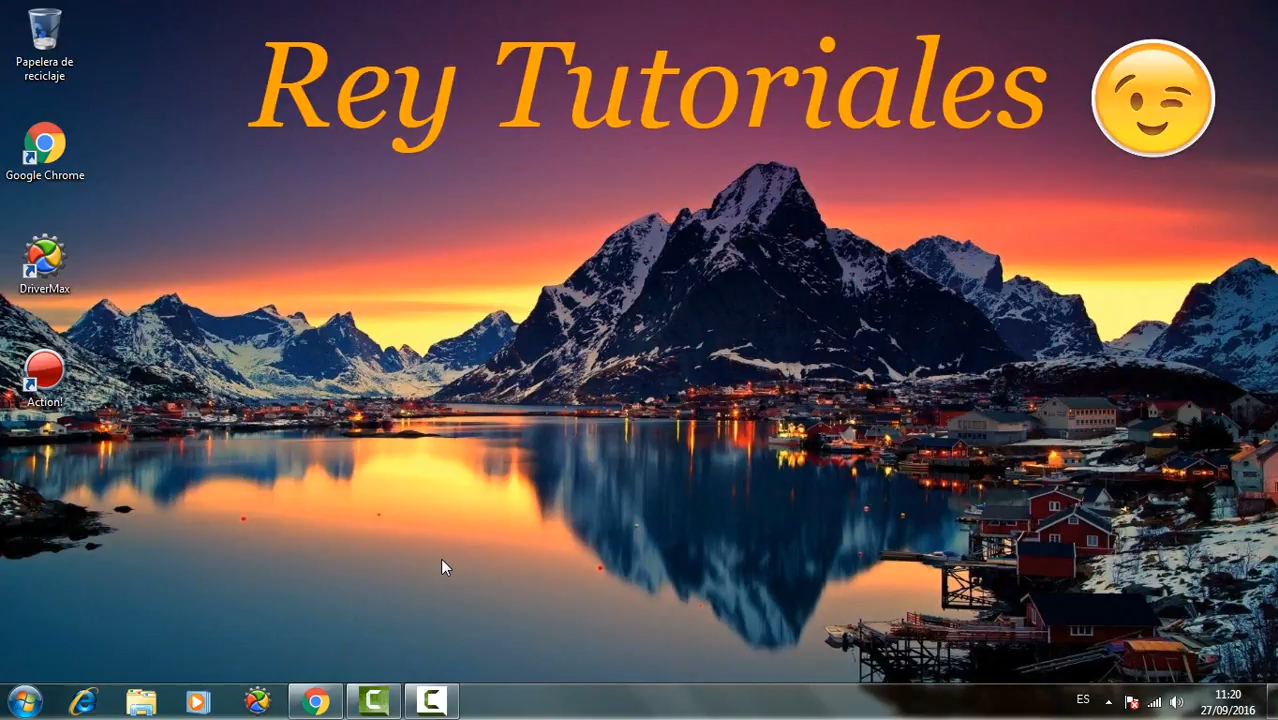 Rey Tutoriales
Papelera de
reciclaje
Google Chrome
DriverMax
Action!
ES
11:20
27/09/2016